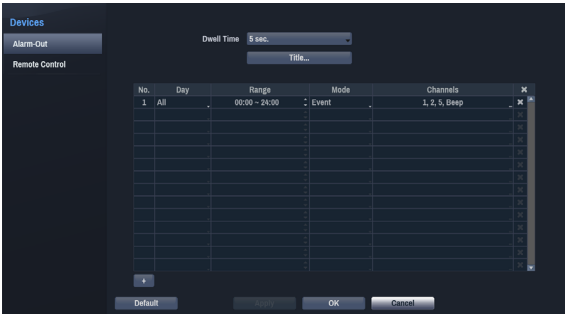 Devices
Alarm-Out
Remote Control
Dwell Time 5 sec.
Title...
No. Day Range Mode Channels ✖
1 All 00:00 ~ 24:00 Event 1, 2, 5, Beep ✖
+
Default Apply OK Cancel